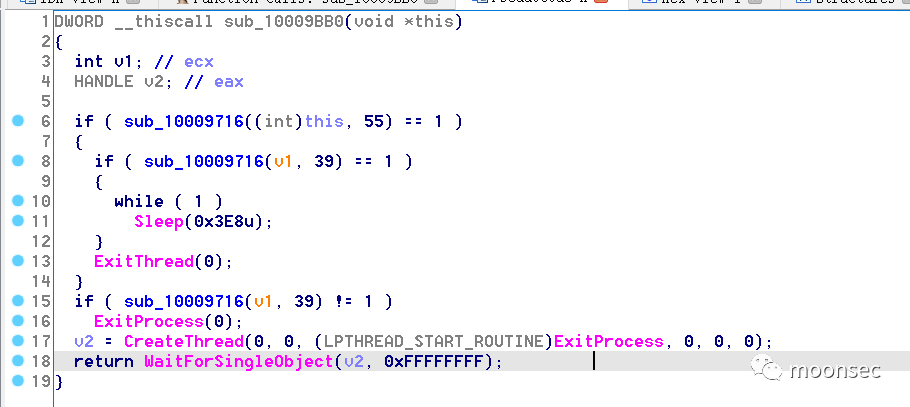 1 DWORD __thiscall sub_10009BB0(void *this)
2 {
3 int v1; // ecx
4 HANDLE v2; // eax
5
6 if ( sub_10009716((int)this, 55) == 1 )
7 {
8 if ( sub_10009716(v1, 39) == 1 )
9 {
10 while ( 1 )
11 Sleep(0x3E8u);
12 }
13 ExitThread(0);
14 }
15 if ( sub_10009716(v1, 39) != 1 )
16 ExitProcess(0);
17 v2 = CreateThread(0, 0, (LPTHREAD_START_ROUTINE)ExitProcess, 0, 0, 0);
18 return WaitForSingleObject(v2, 0xFFFFFFFF);
19 }
moonsec